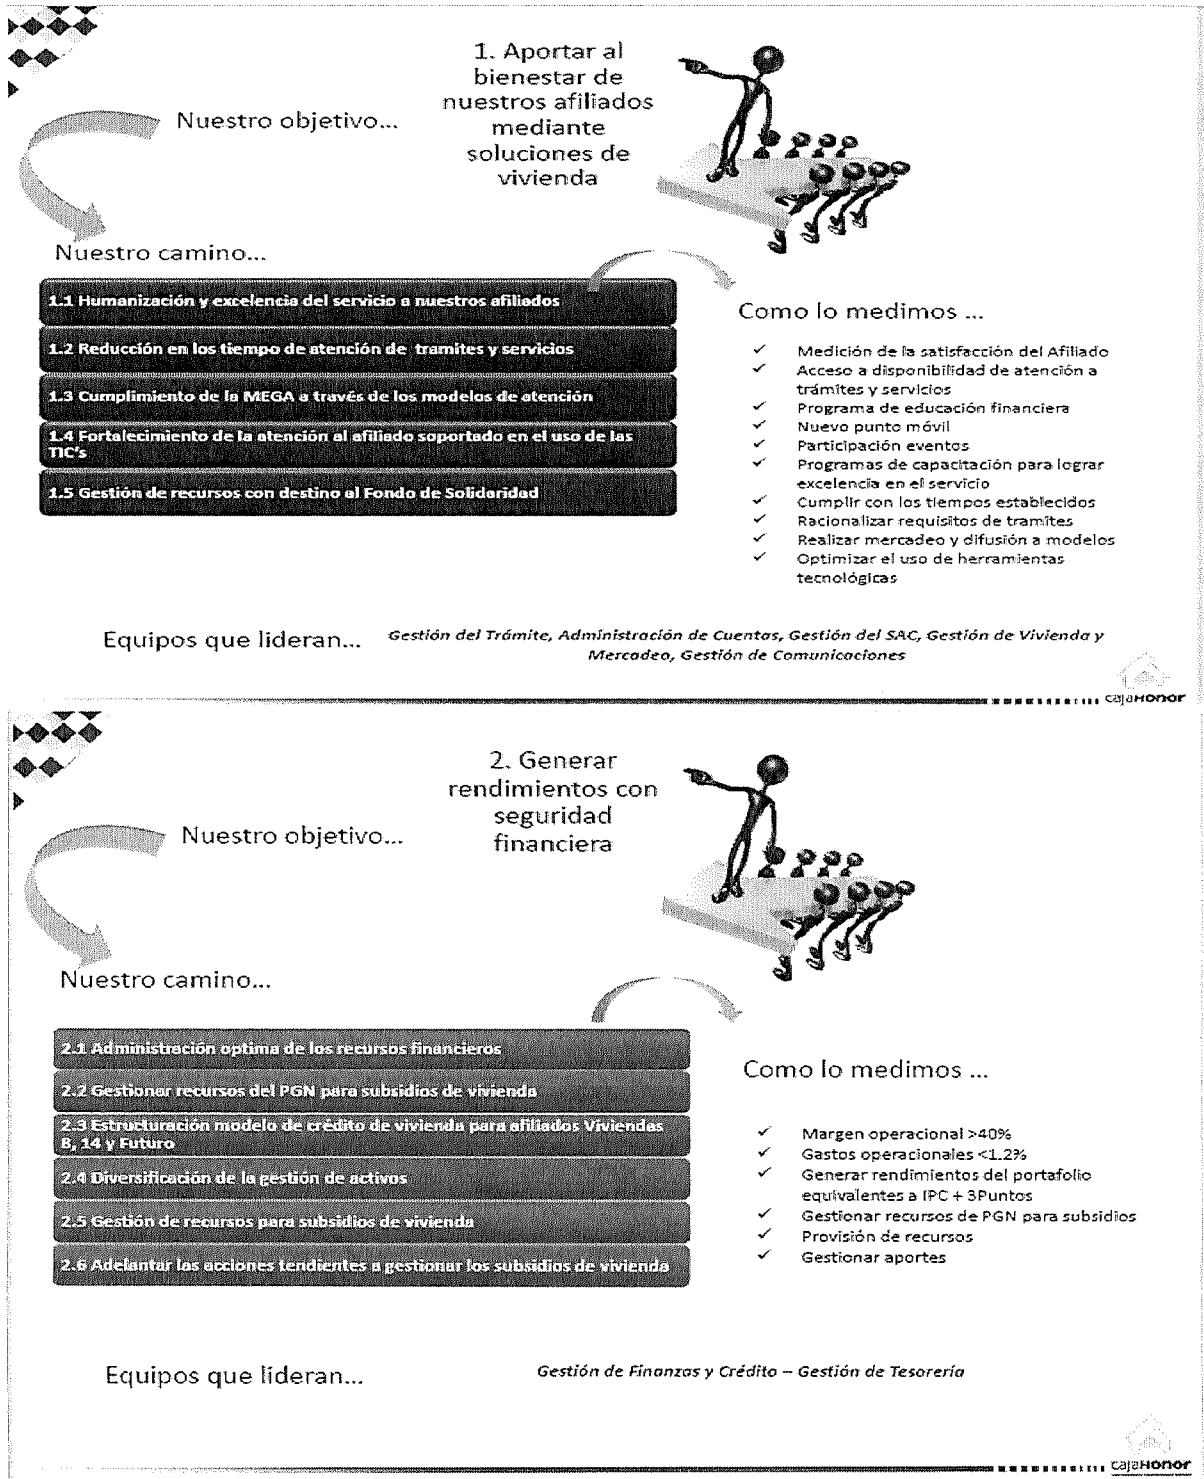 1. Aportar al
bienestar de
nuestros afiliados
mediante
soluciones de
vivienda
Nuestro objetivo...
Nuestro camino...
1.1 Humanización y excelencia del servicio a nuestros afiliados
1.2 Reducción en los tiempo de atención de tramites y servicios
1.3 Cumplimiento de la MEGA a través de los modelos de atención
1.4 Fortalecimiento de la atención al afiliado soportado en el uso de las
TIC's
1.5 Gestión de recursos con destino al Fondo de Solidaridad
Como lo medimos ...
✓ Medición de la satisfacción del Afiliado
✓ Acceso a disponibilidad de atención a
trámites y servicios
✓ Programa de educación financiera
✓ Nuevo punto móvil
✓ Participación eventos
✓ Programas de capacitación para lograr
excelencia en el servicio
✓ Cumplir con los tiempos establecidos
✓ Racionalizar requisitos de tramites
✓ Realizar mercadeo y difusión a modelos
✓ Optimizar el uso de herramientas
tecnológicas
Equipos que lideran...
Gestión del Trámite, Administración de Cuentas, Gestión del SAC, Gestión de Vivienda y
Mercadeo, Gestión de Comunicaciones
cajaHonor
2. Generar
rendimientos con
seguridad
financiera
Nuestro objetivo...
Nuestro camino...
2.1 Administración optima de los recursos financieros
2.2 Gestionar recursos del PGN para subsidios de vivienda
2.3 Estructuración modelo de crédito de vivienda para afiliados Viviendas
8, 14 y Futuro
2.4 Diversificación de la gestión de activos
2.5 Gestión de recursos para subsidios de vivienda
2.6 Adelantar las acciones tendientes a gestionar los subsidios de vivienda
Como lo medimos ...
✓ Margen operacional >40%
✓ Gastos operacionales <1.2%
✓ Generar rendimientos del portafolio
equivalentes a IPC + 3Puntos
✓ Gestionar recursos de PGN para subsidios
✓ Provisión de recursos
✓ Gestionar aportes
Equipos que lideran...
Gestión de Finanzas y Crédito – Gestión de Tesorería
cajaHonor